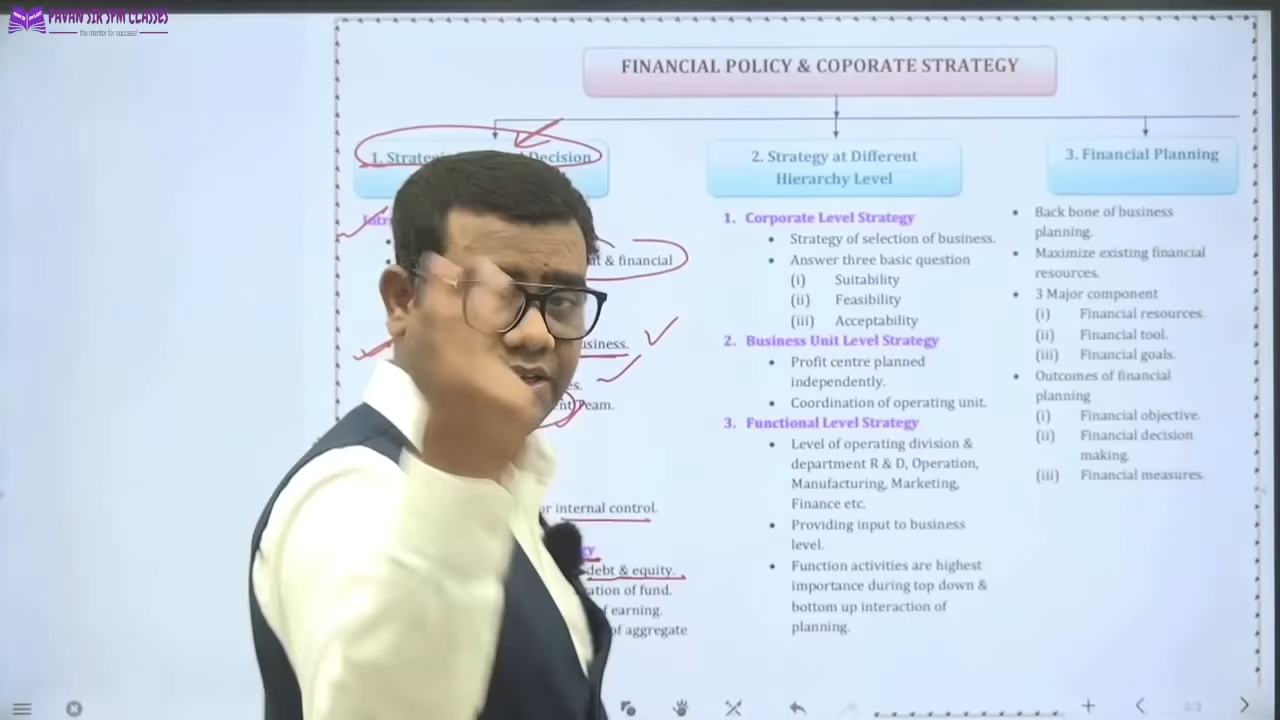 PAVAN SIR SPM CLASSES
the mentor for success!
FINANCIAL POLICY & COPORATE STRATEGY
Decision
& financial
siness.
es.
Team.
or internal control.
debt & equity.
ation of fund.
f earning.
of aggregate
2. Strategy at Different
Hierarchy Level
1. Corporate Level Strategy
• Strategy of selection of business.
• Answer three basic question
(i) Suitability
(ii) Feasibility
(iii) Acceptability
2. Business Unit Level Strategy
• Profit centre planned
independently.
• Coordination of operating unit.
3. Functional Level Strategy
• Level of operating division &
department R & D, Operation,
Manufacturing, Marketing,
Finance etc.
• Providing input to business
level.
• Function activities are highest
importance during top down &
bottom up interaction of
planning.
3. Financial Planning
• Back bone of business
planning.
• Maximize existing financial
resources.
• 3 Major component
(i) Financial resources.
(ii) Financial tool.
(iii) Financial goals.
• Outcomes of financial
planning
(i) Financial objective.
(ii) Financial decision
making.
(iii) Financial measures.